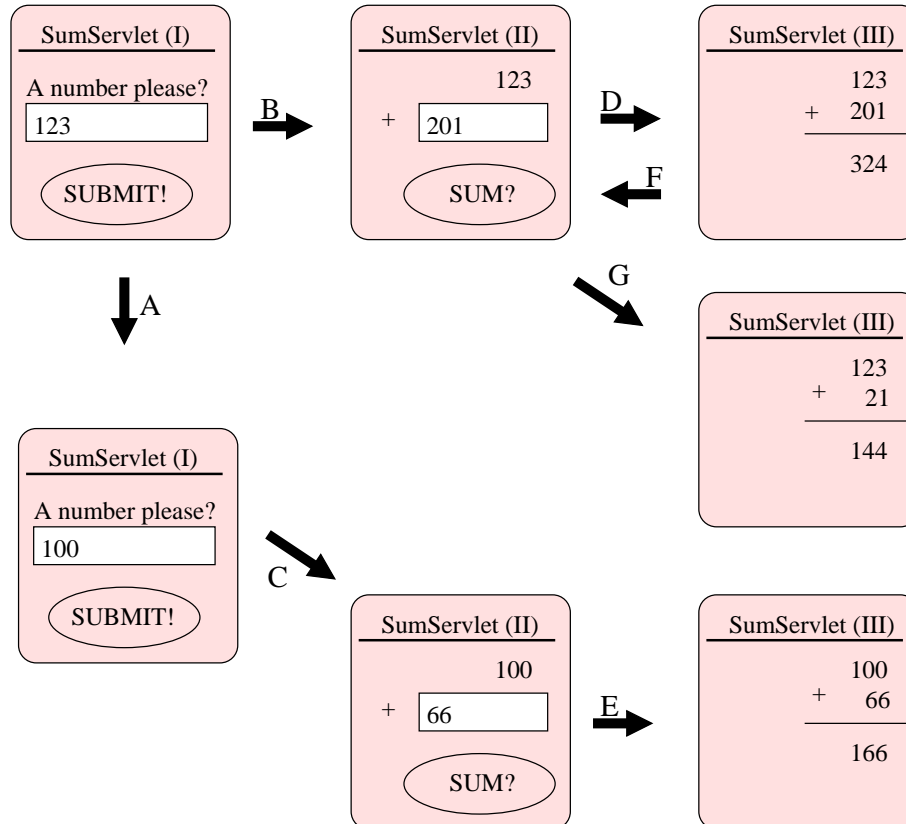 SumServlet (I)
A number please?
123
SUBMIT!
B
SumServlet (II)
123
+ 201
SUM?
D
F
SumServlet (III)
123
+ 201
324
A
G
SumServlet (III)
123
+ 21
144
SumServlet (I)
A number please?
100
SUBMIT!
C
SumServlet (II)
100
+ 66
SUM?
E
SumServlet (III)
100
+ 66
166